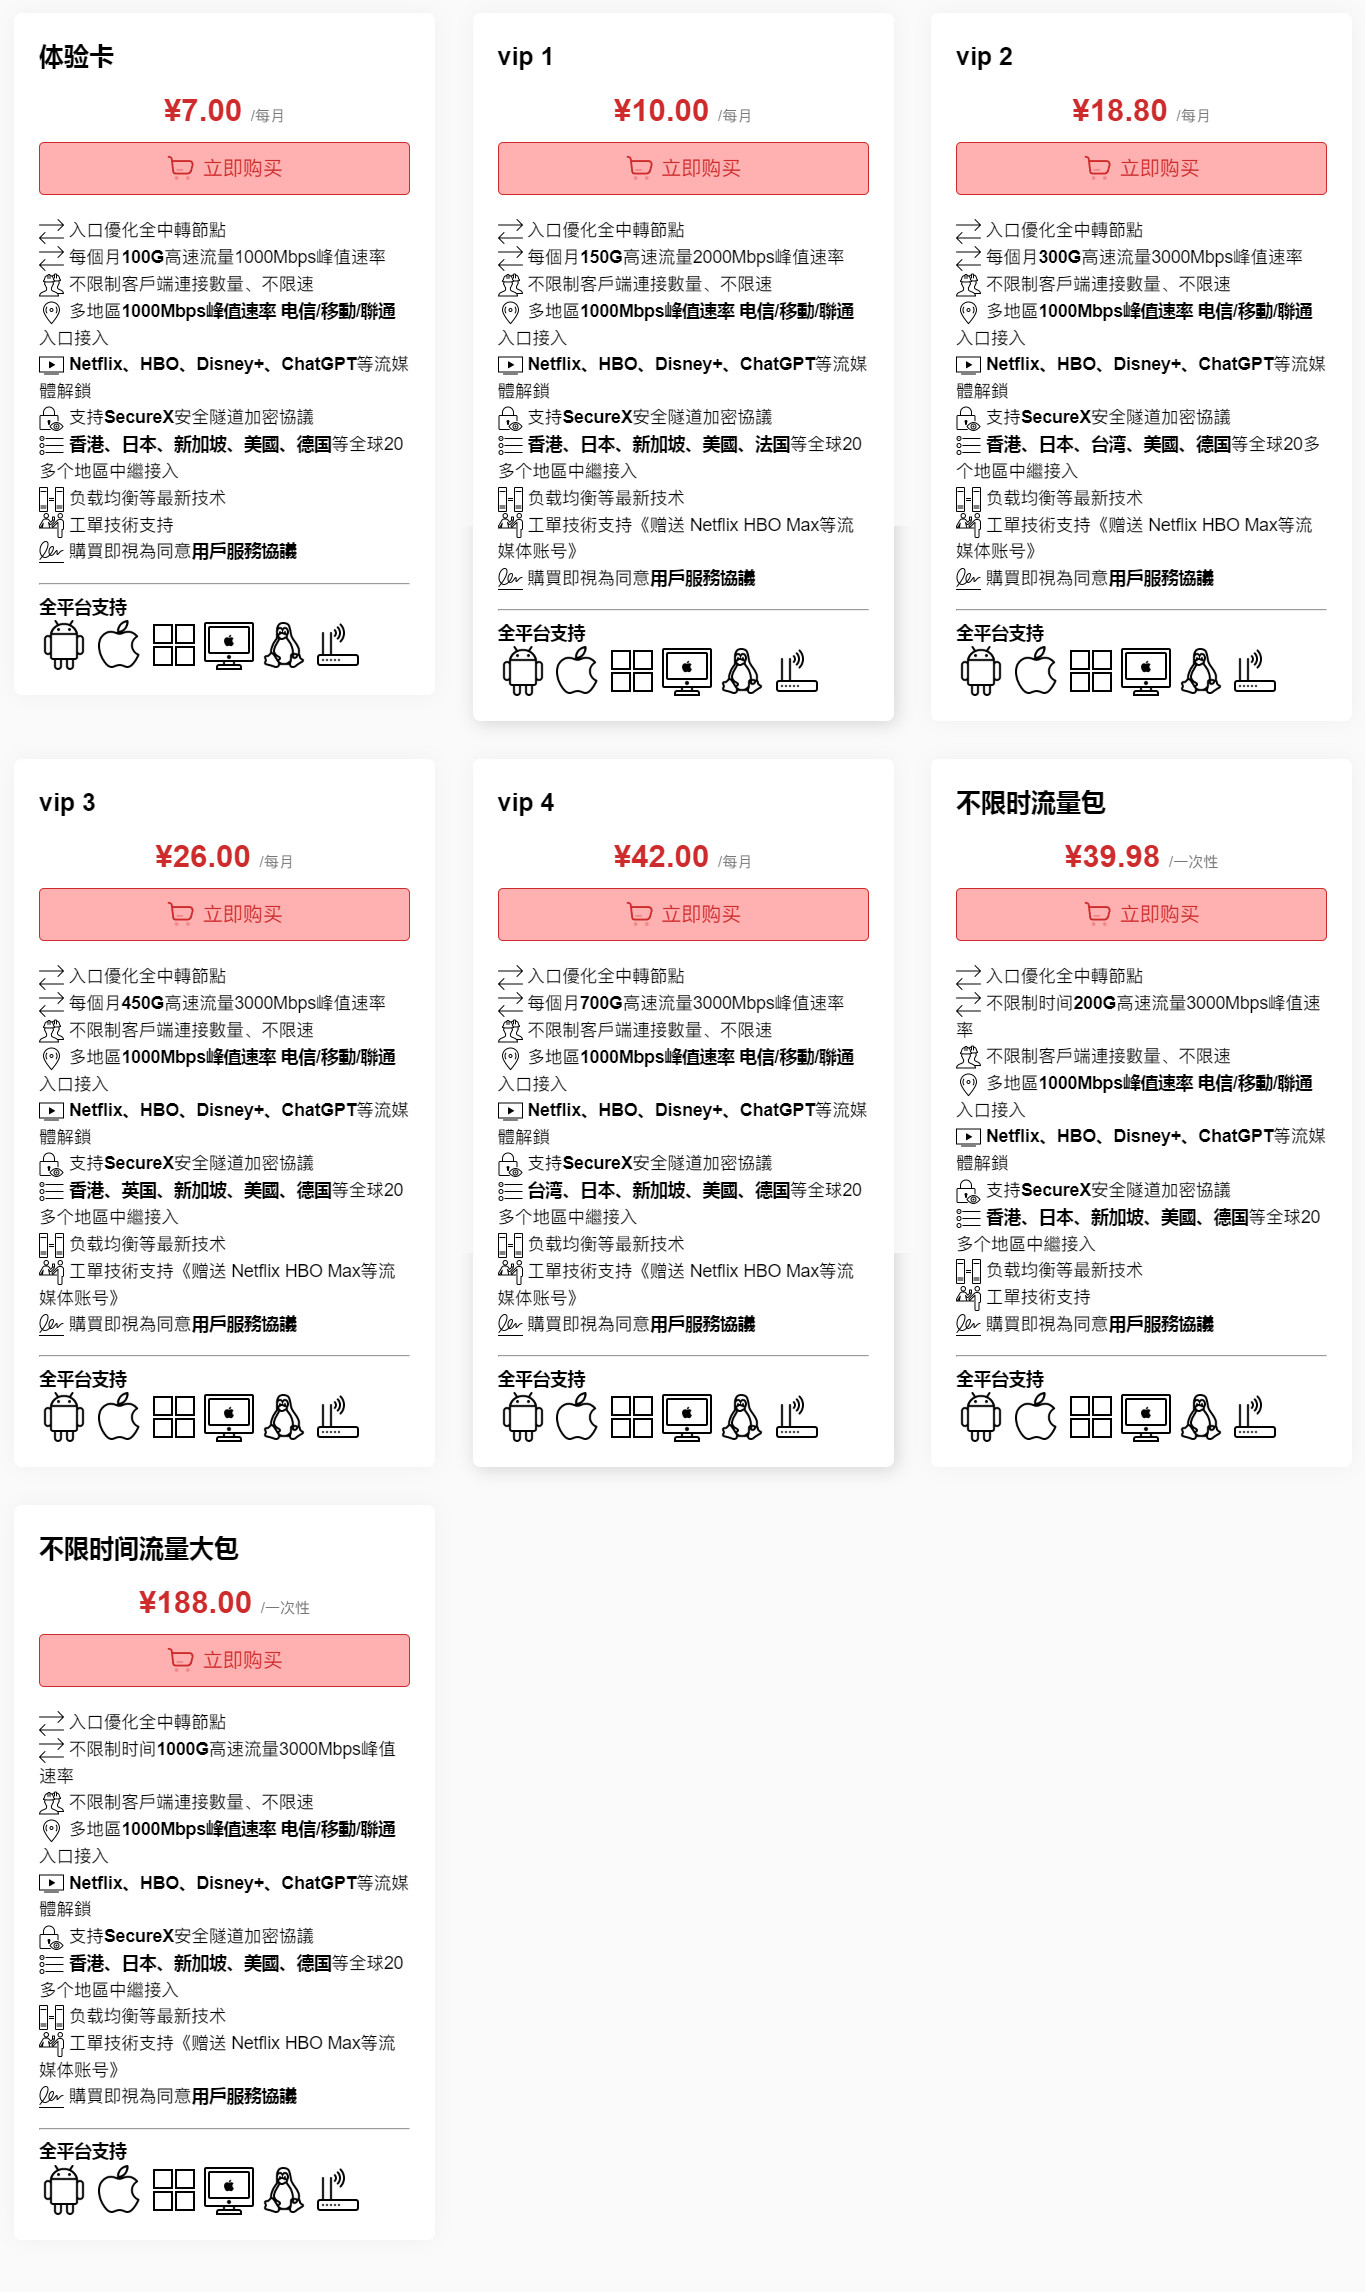 体验卡
¥7.00 /每月
立即购买
入口優化全中轉節點
每個月100G高速流量1000Mbps峰值速率
不限制客戶端連接數量、不限速
多地區1000Mbps峰值速率 电信/移動/聯通
入口接入
Netflix、HBO、Disney+、ChatGPT等流媒
體解鎖
支持SecureX安全隧道加密協議
香港、日本、新加坡、美國、德国等全球20
多个地區中繼接入
负载均衡等最新技术
工單技術支持
購買即視為同意用戶服務協議
全平台支持
vip 1
¥10.00 /每月
立即购买
入口優化全中轉節點
每個月150G高速流量2000Mbps峰值速率
不限制客戶端連接數量、不限速
多地區1000Mbps峰值速率 电信/移動/聯通
入口接入
Netflix、HBO、Disney+、ChatGPT等流媒
體解鎖
支持SecureX安全隧道加密協議
香港、日本、新加坡、美國、法国等全球20
多个地區中繼接入
负载均衡等最新技术
工單技術支持《赠送 Netflix HBO Max等流
媒体账号》
購買即視為同意用戶服務協議
全平台支持
vip 2
¥18.80 /每月
立即购买
入口優化全中轉節點
每個月300G高速流量3000Mbps峰值速率
不限制客戶端連接數量、不限速
多地區1000Mbps峰值速率 电信/移動/聯通
入口接入
Netflix、HBO、Disney+、ChatGPT等流媒
體解鎖
支持SecureX安全隧道加密協議
香港、日本、台湾、美國、德国等全球20多
个地區中繼接入
负载均衡等最新技术
工單技術支持《赠送 Netflix HBO Max等流
媒体账号》
購買即視為同意用戶服務協議
全平台支持
vip 3
¥26.00 /每月
立即购买
入口優化全中轉節點
每個月450G高速流量3000Mbps峰值速率
不限制客戶端連接數量、不限速
多地區1000Mbps峰值速率 电信/移動/聯通
入口接入
Netflix、HBO、Disney+、ChatGPT等流媒
體解鎖
支持SecureX安全隧道加密協議
香港、英国、新加坡、美國、德国等全球20
多个地區中繼接入
负载均衡等最新技术
工單技術支持《赠送 Netflix HBO Max等流
媒体账号》
購買即視為同意用戶服務協議
全平台支持
vip 4
¥42.00 /每月
立即购买
入口優化全中轉節點
每個月700G高速流量3000Mbps峰值速率
不限制客戶端連接數量、不限速
多地區1000Mbps峰值速率 电信/移動/聯通
入口接入
Netflix、HBO、Disney+、ChatGPT等流媒
體解鎖
支持SecureX安全隧道加密協議
台湾、日本、新加坡、美國、德国等全球20
多个地區中繼接入
负载均衡等最新技术
工單技術支持《赠送 Netflix HBO Max等流
媒体账号》
購買即視為同意用戶服務協議
全平台支持
不限时流量包
¥39.98 /一次性
立即购买
入口優化全中轉節點
不限制时间200G高速流量3000Mbps峰值速
率
不限制客戶端連接數量、不限速
多地區1000Mbps峰值速率 电信/移動/聯通
入口接入
Netflix、HBO、Disney+、ChatGPT等流媒
體解鎖
支持SecureX安全隧道加密協議
香港、日本、新加坡、美國、德国等全球20
多个地區中繼接入
负载均衡等最新技术
工單技術支持
購買即視為同意用戶服務協議
全平台支持
不限时间流量大包
¥188.00 /一次性
立即购买
入口優化全中轉節點
不限制时间1000G高速流量3000Mbps峰值
速率
不限制客戶端連接數量、不限速
多地區1000Mbps峰值速率 电信/移動/聯通
入口接入
Netflix、HBO、Disney+、ChatGPT等流媒
體解鎖
支持SecureX安全隧道加密協議
香港、日本、新加坡、美國、德国等全球20
多个地區中繼接入
负载均衡等最新技术
工單技術支持《赠送 Netflix HBO Max等流
媒体账号》
購買即視為同意用戶服務協議
全平台支持